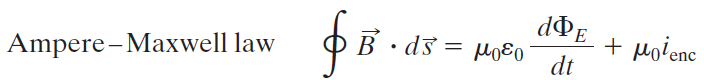 Ampere–Maxwell law ∮ B⃗ · ds⃗ = μ₀ε₀ dΦ_E/dt + μ₀i_enc